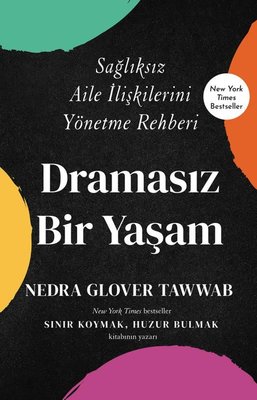 Sağlıksız
Aile İlişkilerini
Yönetme Rehberi
New York
Times
Bestseller
Dramasız
Bir Yaşam
NEDRA GLOVER TAWWAB
New York Times bestseller
SINIR KOYMAK, HUZUR BULMAK
kitabının yazarı